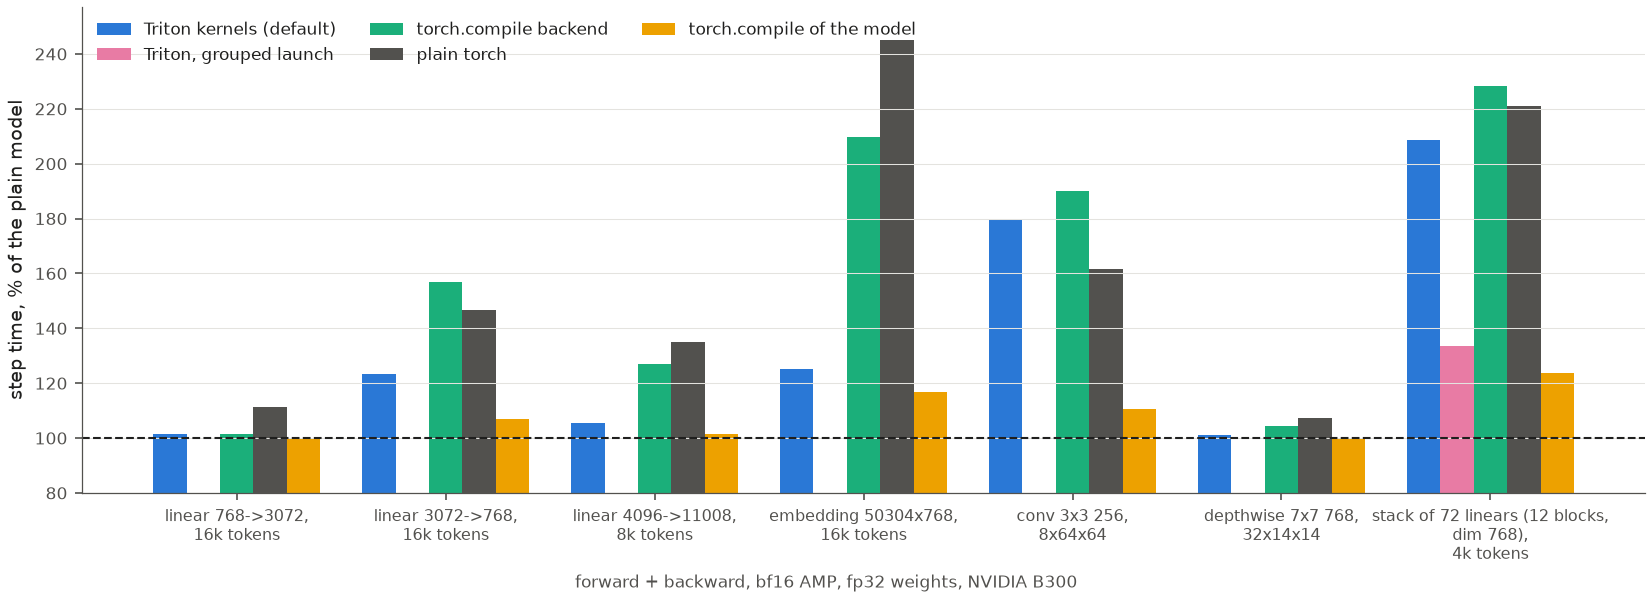 Triton kernels (default)
Triton, grouped launch
torch.compile backend
plain torch
torch.compile of the model
step time, % of the plain model
240
220
200
180
160
140
120
100
80
linear 768->3072,
16k tokens
linear 3072->768,
16k tokens
linear 4096->11008,
8k tokens
embedding 50304x768,
16k tokens
conv 3x3 256,
8x64x64
depthwise 7x7 768,
32x14x14
stack of 72 linears (12 blocks,
dim 768),
4k tokens
forward + backward, bf16 AMP, fp32 weights, NVIDIA B300